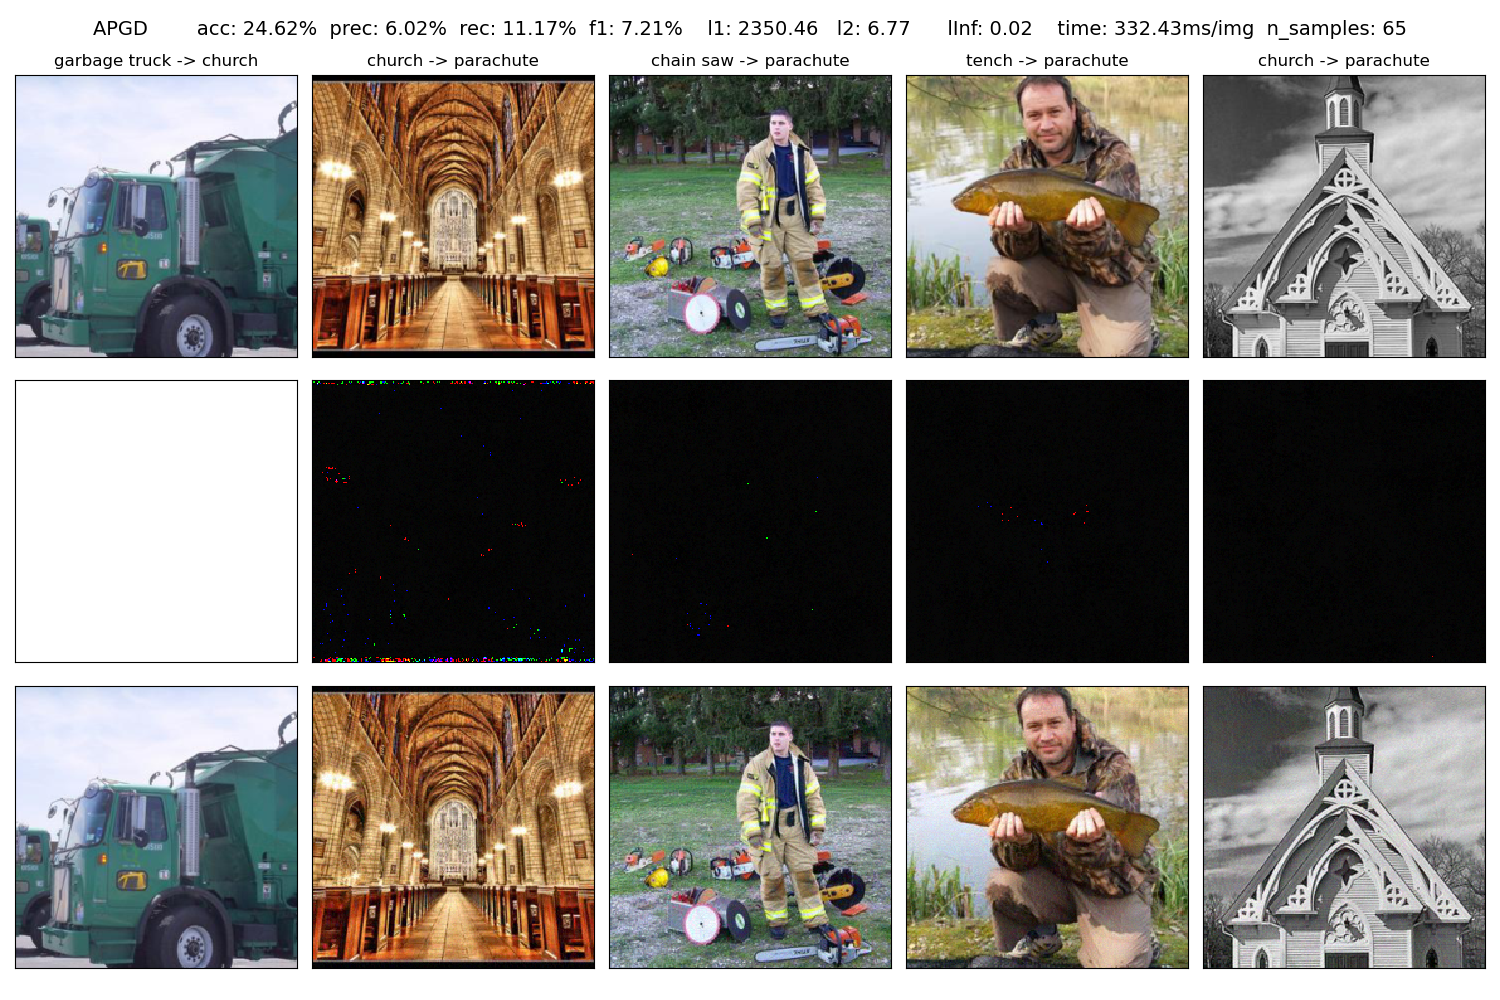 APGD acc: 24.62% prec: 6.02% rec: 11.17% f1: 7.21% l1: 2350.46 l2: 6.77 lInf: 0.02 time: 332.43ms/img n_samples: 65
garbage truck -> church
church -> parachute
chain saw -> parachute
tench -> parachute
church -> parachute